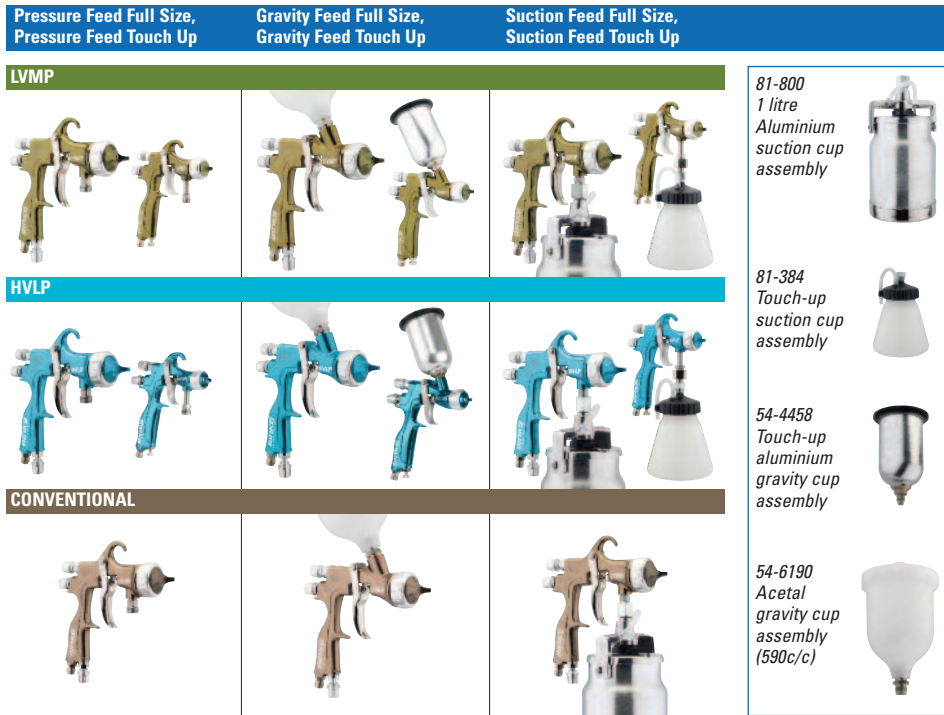 Pressure Feed Full Size,
Pressure Feed Touch Up
Gravity Feed Full Size,
Gravity Feed Touch Up
Suction Feed Full Size,
Suction Feed Touch Up
LVMP
HVLP
CONVENTIONAL
81-800
1 litre
Aluminium
suction cup
assembly
81-384
Touch-up
suction cup
assembly
54-4458
Touch-up
aluminium
gravity cup
assembly
54-6190
Acetal
gravity cup
assembly
(590c/c)